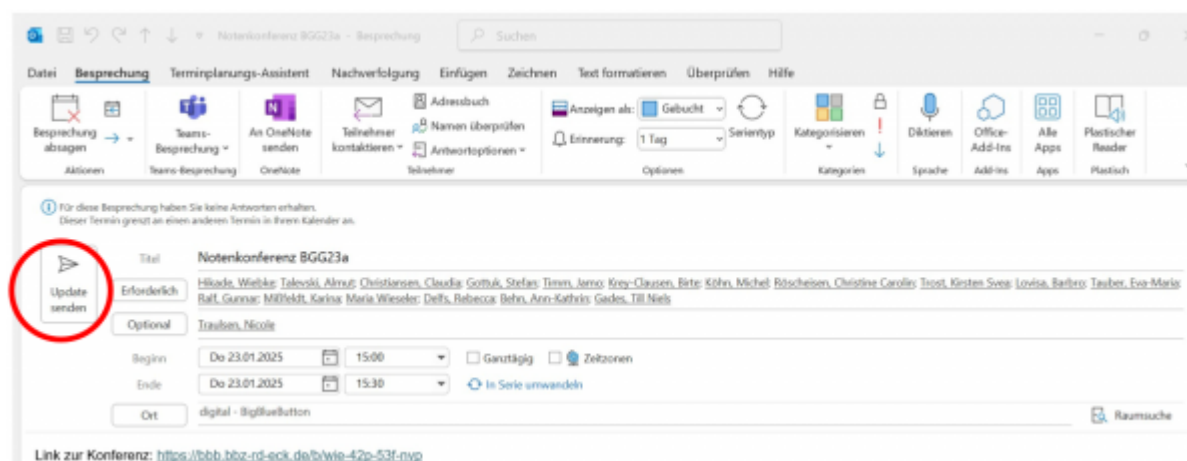 Notenkonferenz BGG23a - Besprechung Suchen
Datei Besprechung Terminplanungs-Assistent Nachverfolgung Einfügen Zeichnen Text formatieren Überprüfen Hilfe
Besprechung absagen
Teams-Besprechung
An OneNote senden
Teilnehmer kontaktieren
Adressbuch
Namen überprüfen
Antwortoptionen
Anzeigen als: Gebucht
Erinnerung: 1 Tag
Serientyp
Kategorisieren
Diktieren
Office-Add-Ins
Alle Apps
Plastischer Reader
Aktionen Teams-Besprechung OneNote Teilnehmer Optionen Kategorien Sprache Add-Ins Apps Plastisch
Für diese Besprechung haben Sie keine Antworten erhalten.
Dieser Termin grenzt an einen anderen Termin in Ihrem Kalender an.
Update senden
Titel Notenkonferenz BGG23a
Erforderlich Hikade, Wiebke; Talevski, Almut; Christiansen, Claudia; Gottuk, Stefan; Timm, Jarno; Krey-Clausen, Birte; Köhn, Michel; Röscheisen, Christine Carolin; Trost, Kirsten Svea; Lovisa, Barbro; Tauber, Eva-Maria;
Ralf, Gunnar; Mißfeldt, Karina; Maria Wieseler; Delfs, Rebecca; Behn, Ann-Kathrin; Gades, Till Niels
Optional Traulsen, Nicole
Beginn Do 23.01.2025 15:00 Ganztägig Zeitzonen
Ende Do 23.01.2025 15:30 In Serie umwandeln
Ort digital - BigBlueButton Raumsuche
Link zur Konferenz: https://bbb.bbz-rd-eck.de/b/wie-42p-53f-nyp